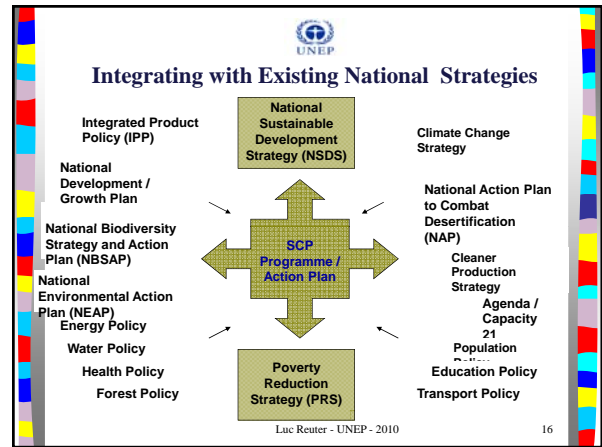 UNEP
Integrating with Existing National Strategies
National
Sustainable
Development
Strategy (NSDS)
Integrated Product
Policy (IPP)
National
Development /
Growth Plan
National Biodiversity
Strategy and Action
Plan (NBSAP)
National
Environmental Action
Plan (NEAP)
Energy Policy
Water Policy
Health Policy
Forest Policy
SCP
Programme /
Action Plan
Climate Change
Strategy
National Action Plan
to Combat
Desertification
(NAP)
Cleaner
Production
Strategy
Agenda /
Capacity
21
Population
Education Policy
Transport Policy
Poverty
Reduction
Strategy (PRS)
Luc Reuter - UNEP - 2010
16